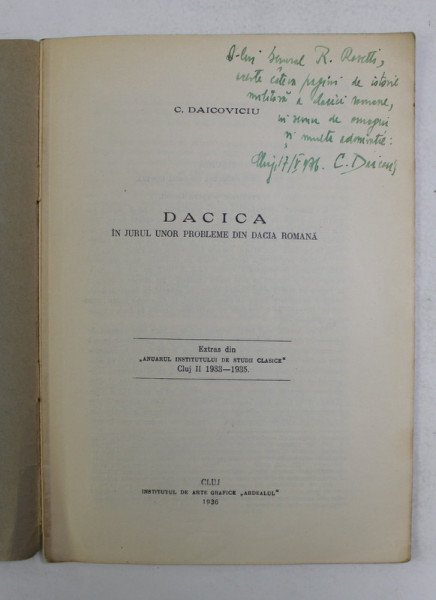 D-lui General R. Rosetti,
aceste câteva pagini de istorie
militară a Daciei romane,
în semn de omagiu
și multă admirație:
Cluj, 17/X 936. C. Daicoviciu
C. DAICOVICIU
DACICA
ÎN JURUL UNOR PROBLEME DIN DACIA ROMANĂ
Extras din
„ANUARUL INSTITUTULUI DE STUDII CLASICE"
Cluj II 1933—1935.
CLUJ
INSTITUTUL DE ARTE GRAFICE „ARDEALUL"
1936